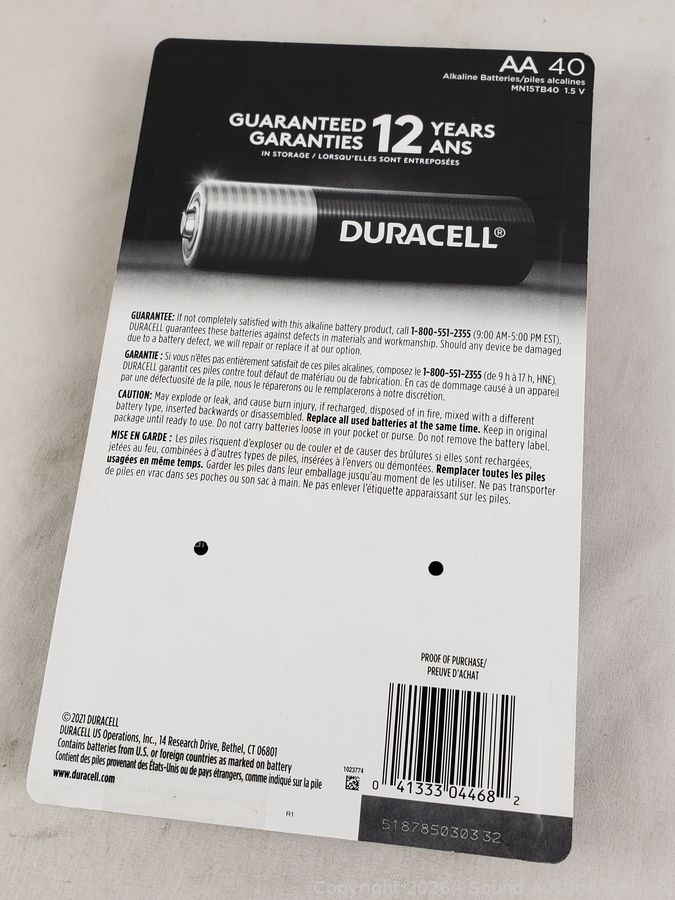 AA 40
Alkaline Batteries/piles alcalines
MN15TB40 1.5 V
GUARANTEED 12 YEARS
GARANTIES ANS
IN STORAGE / LORSQU'ELLES SONT ENTREPOSÉES
DURACELL®
GUARANTEE: If not completely satisfied with this alkaline battery product, call 1-800-551-2355 (9:00 AM-5:00 PM EST).
DURACELL guarantees these batteries against defects in materials and workmanship. Should any device be damaged
due to a battery defect, we will repair or replace it at our option.
GARANTIE : Si vous n'êtes pas entièrement satisfait de ces piles alcalines, composez le 1-800-551-2355 (de 9 h à 17 h, HNE).
DURACELL garantit ces piles contre tout défaut de matériau ou de fabrication. En cas de dommage causé à un appareil
par une défectuosité de la pile, nous le réparerons ou le remplacerons à notre discrétion.
CAUTION: May explode or leak, and cause burn injury, if recharged, disposed of in fire, mixed with a different
battery type, inserted backwards or disassembled. Replace all used batteries at the same time. Keep in original
package until ready to use. Do not carry batteries loose in your pocket or purse. Do not remove the battery label.
MISE EN GARDE : Les piles risquent d'exploser ou de couler et de causer des brûlures si elles sont rechargées,
jetées au feu, combinées à d'autres types de piles, insérées à l'envers ou démontées. Remplacer toutes les piles
usagées en même temps. Garder les piles dans leur emballage jusqu'au moment de les utiliser. Ne pas transporter
de piles en vrac dans ses poches ou son sac à main. Ne pas enlever l'étiquette apparaissant sur les piles.
PROOF OF PURCHASE/
PREUVE D'ACHAT
©2021 DURACELL
DURACELL US Operations, Inc., 14 Research Drive, Bethel, CT 06801
Contains batteries from U.S. or foreign countries as marked on battery
Contient des piles provenant des États-Unis ou de pays étrangers, comme indiqué sur la pile
www.duracell.com
1023774
0 41333 04468 2
R1
518785030332
Copyright 2026 - Sound Auction